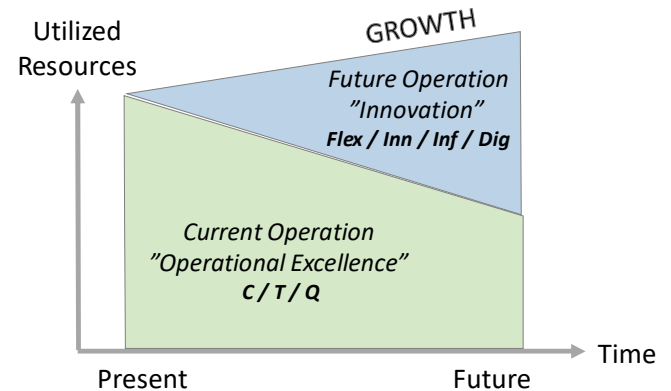 Utilized
Resources
GROWTH
Future Operation
”Innovation”
Flex / Inn / Inf / Dig
Current Operation
”Operational Excellence”
C / T / Q
Time
Present
Future